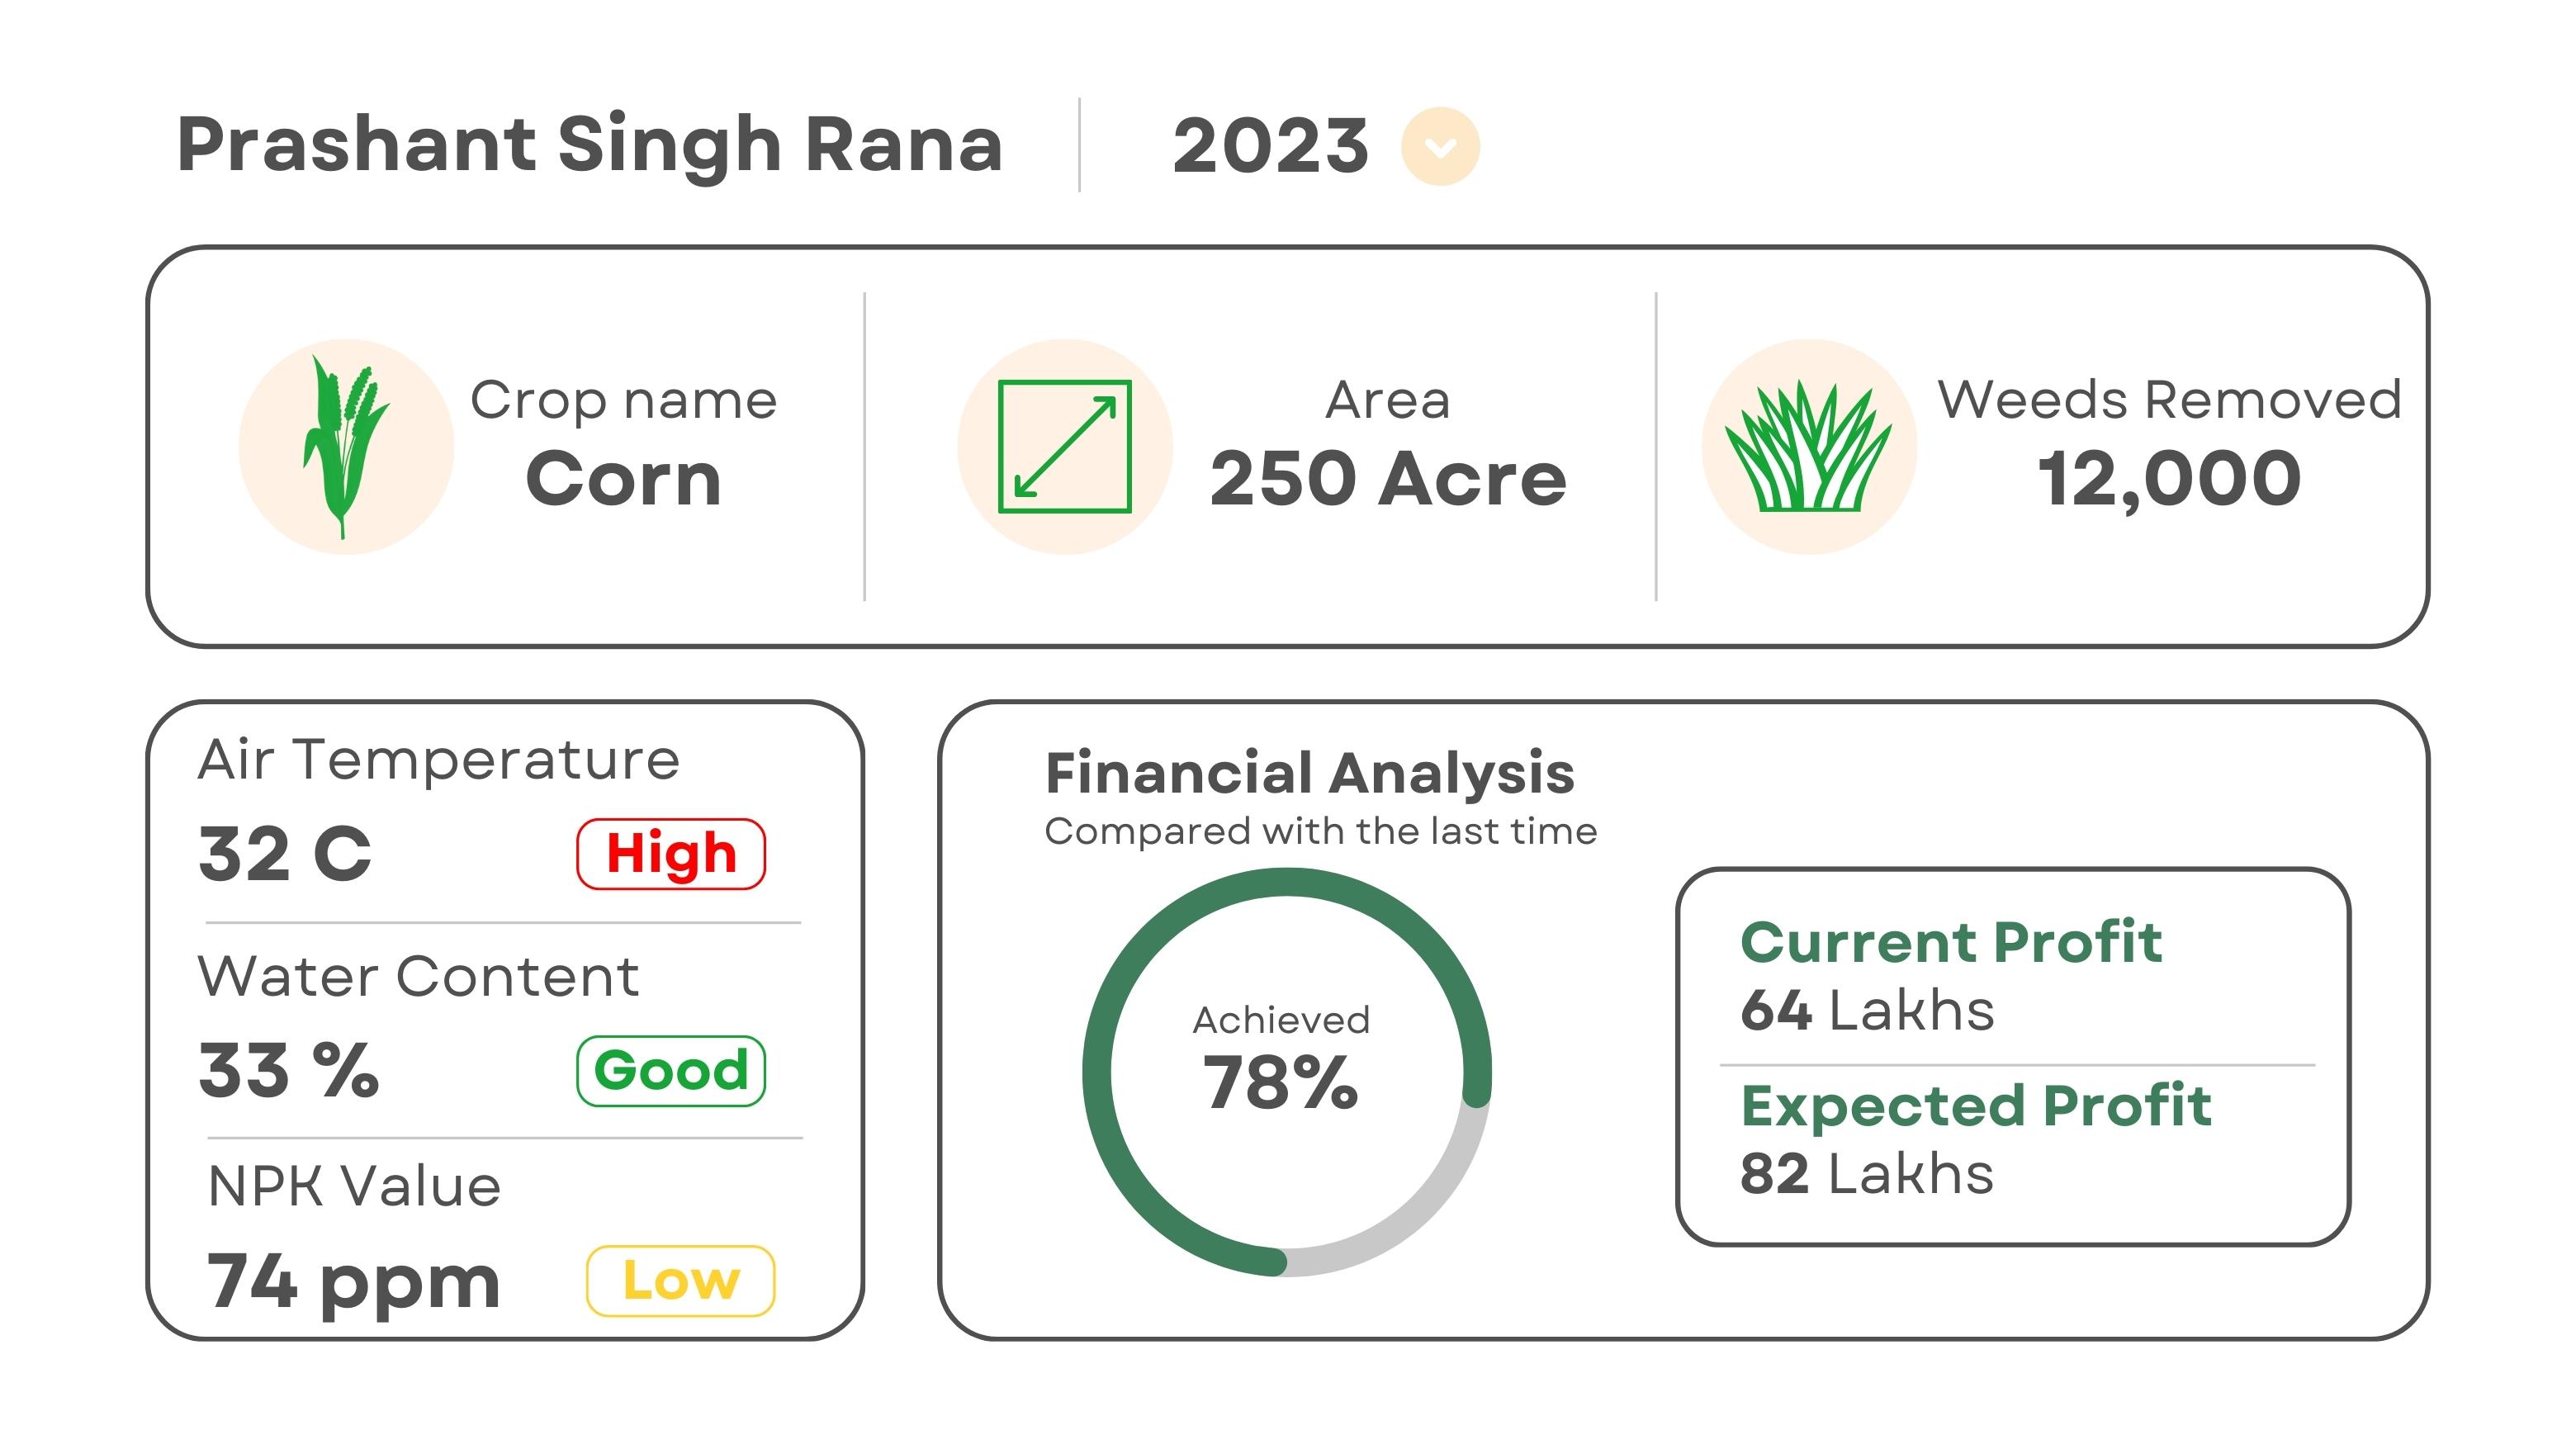 Prashant Singh Rana
2023
Crop name
Corn
Area
250 Acre
Weeds Removed
12,000
Air Temperature
32 C
High
Water Content
33 %
Good
NPK Value
74 ppm
Low
Financial Analysis
Compared with the last time
Achieved
78%
Current Profit
64 Lakhs
Expected Profit
82 Lakhs